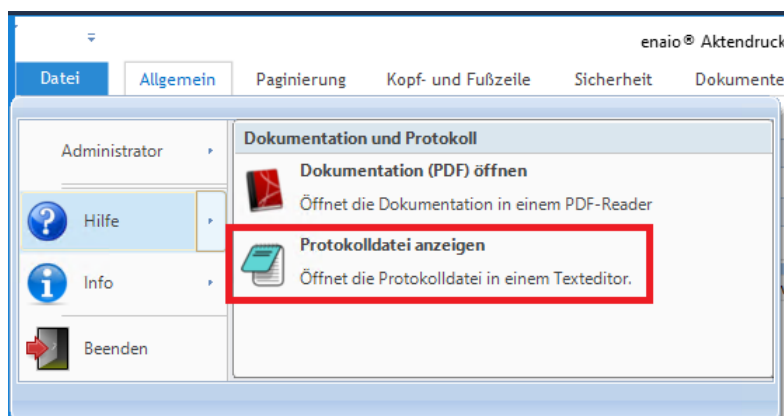 enaio® Aktendruck
Datei Allgemein Paginierung Kopf- und Fußzeile Sicherheit Dokumente
Administrator
Hilfe
Info
Beenden
Dokumentation und Protokoll
Dokumentation (PDF) öffnen
Öffnet die Dokumentation in einem PDF-Reader
Protokolldatei anzeigen
Öffnet die Protokolldatei in einem Texteditor.